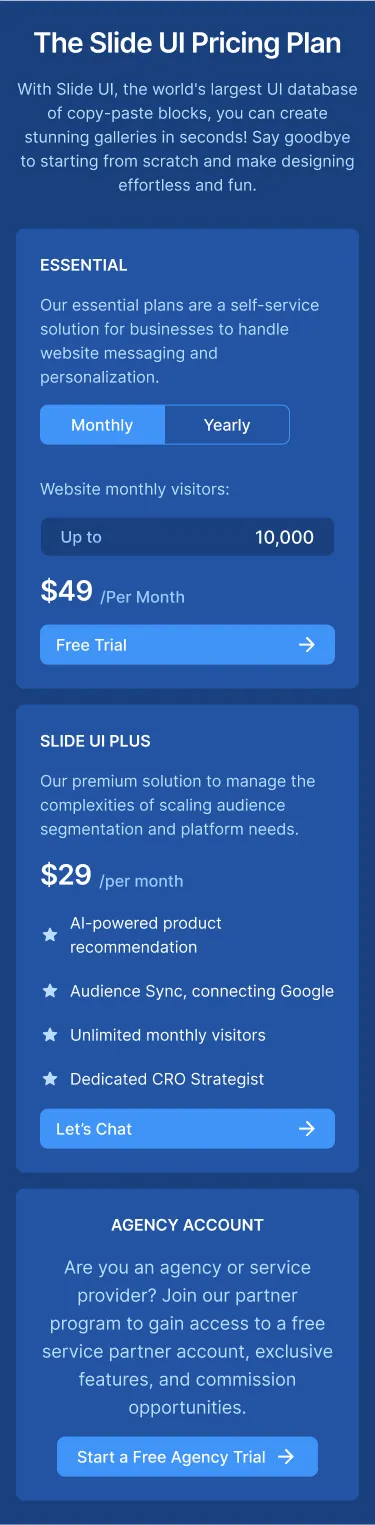 The Slide UI Pricing Plan
With Slide UI, the world's largest UI database
of copy-paste blocks, you can create
stunning galleries in seconds! Say goodbye
to starting from scratch and make designing
effortless and fun.
ESSENTIAL
Our essential plans are a self-service
solution for businesses to handle
website messaging and
personalization.
Monthly Yearly
Website monthly visitors:
Up to 10,000
$49 /Per Month
Free Trial
SLIDE UI PLUS
Our premium solution to manage the
complexities of scaling audience
segmentation and platform needs.
$29 /per month
AI-powered product
recommendation
Audience Sync, connecting Google
Unlimited monthly visitors
Dedicated CRO Strategist
Let’s Chat
AGENCY ACCOUNT
Are you an agency or service
provider? Join our partner
program to gain access to a free
service partner account, exclusive
features, and commission
opportunities.
Start a Free Agency Trial